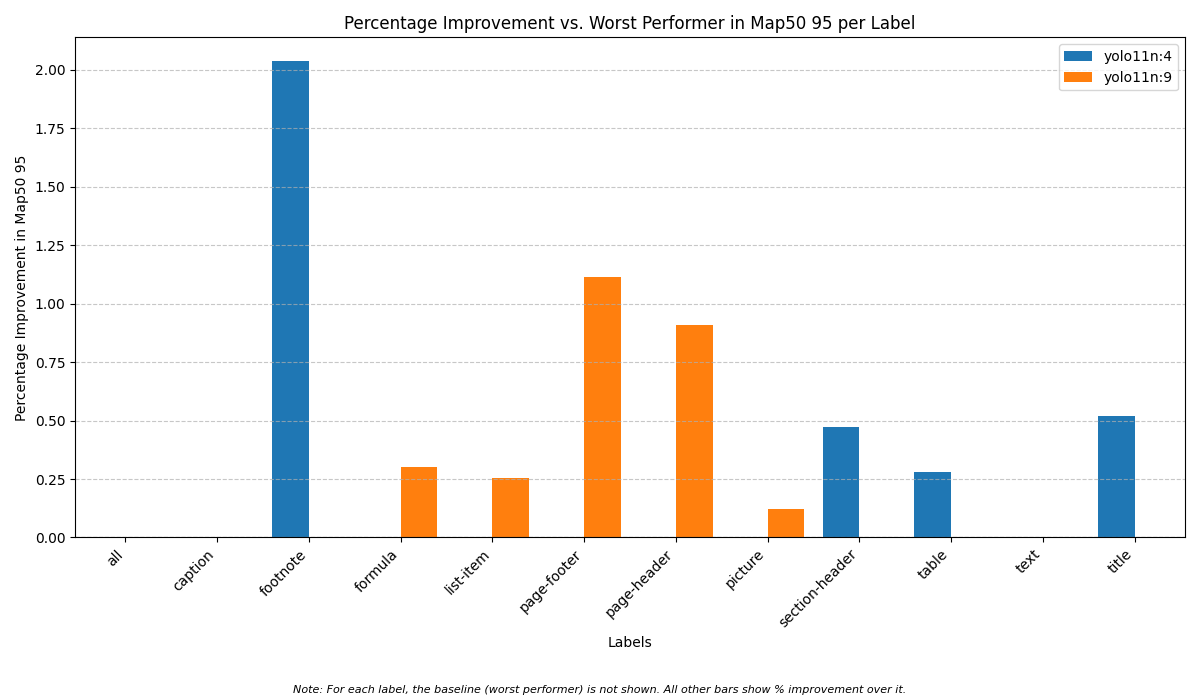 Percentage Improvement vs. Worst Performer in Map50 95 per Label
yolo11n:4
yolo11n:9
Percentage Improvement in Map50 95
2.00
1.75
1.50
1.25
1.00
0.75
0.50
0.25
0.00
all
caption
footnote
formula
list-item
page-footer
page-header
picture
section-header
table
text
title
Labels
Note: For each label, the baseline (worst performer) is not shown. All other bars show % improvement over it.